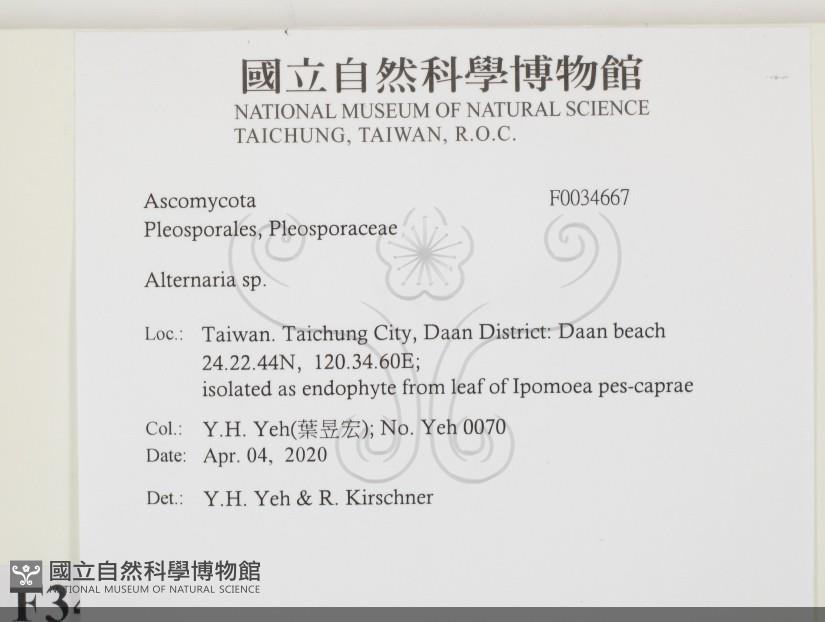 國立自然科學博物館
NATIONAL MUSEUM OF NATURAL SCIENCE
TAICHUNG, TAIWAN, R.O.C.
Ascomycota F0034667
Pleosporales, Pleosporaceae
Alternaria sp.
Loc.: Taiwan. Taichung City, Daan District: Daan beach
24.22.44N, 120.34.60E;
isolated as endophyte from leaf of Ipomoea pes-caprae
Col.: Y.H. Yeh(葉昱宏); No. Yeh 0070
Date: Apr. 04, 2020
Det.: Y.H. Yeh & R. Kirschner
國立自然科學博物館
NATIONAL MUSEUM OF NATURAL SCIENCE